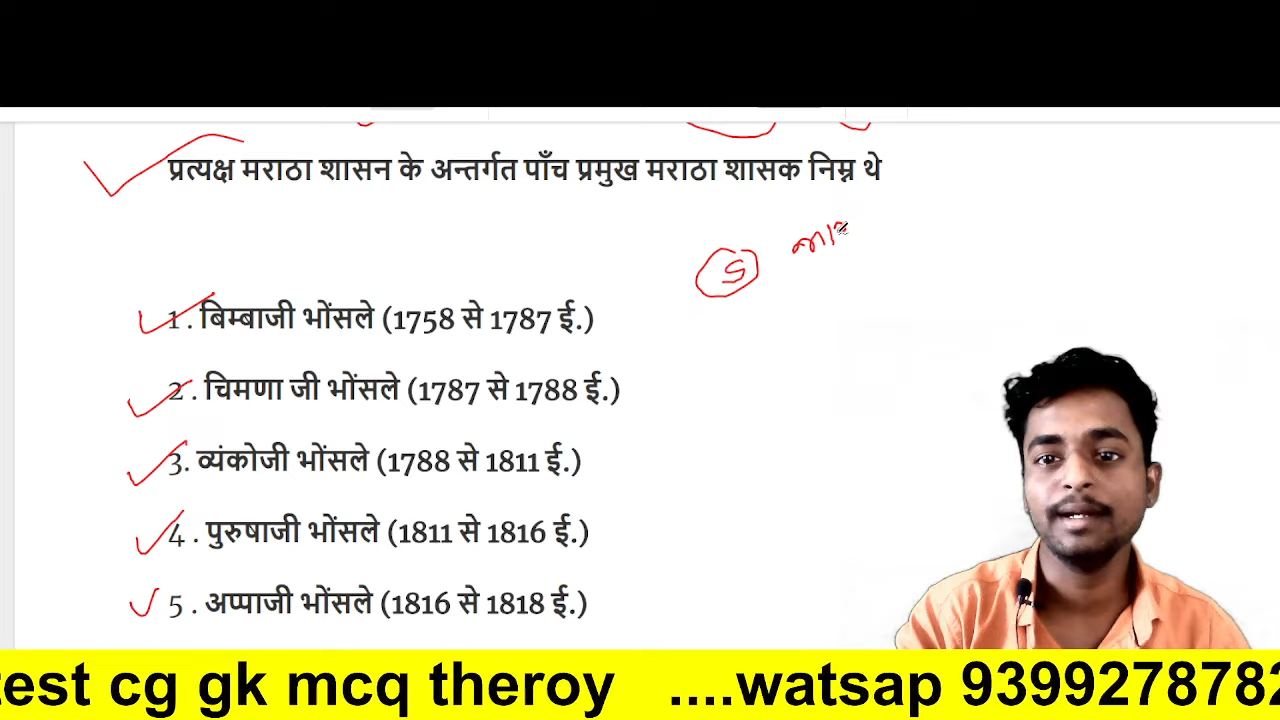 प्रत्यक्ष मराठा शासन के अन्तर्गत पाँच प्रमुख मराठा शासक निम्न थे
5
1 . बिम्बाजी भोंसले (1758 से 1787 ई.)
2 . चिमणा जी भोंसले (1787 से 1788 ई.)
3. व्यंकोजी भोंसले (1788 से 1811 ई.)
4 . पुरुषाजी भोंसले (1811 से 1816 ई.)
5 . अप्पाजी भोंसले (1816 से 1818 ई.)
test cg gk mcq theroy ....watsap 939927878